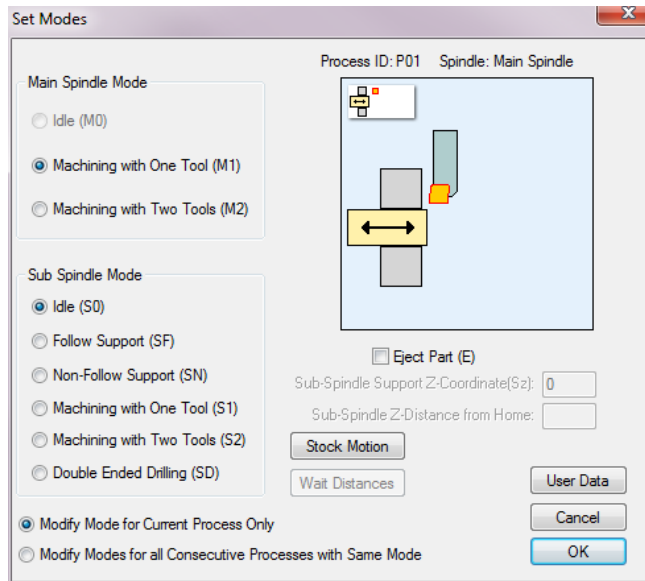 Set Modes
Process ID: P01 Spindle: Main Spindle
Main Spindle Mode
Idle (M0)
Machining with One Tool (M1)
Machining with Two Tools (M2)
Sub Spindle Mode
Idle (S0)
Follow Support (SF)
Non-Follow Support (SN)
Machining with One Tool (S1)
Machining with Two Tools (S2)
Double Ended Drilling (SD)
Eject Part (E)
Sub-Spindle Support Z-Coordinate(Sz): 0
Sub-Spindle Z-Distance from Home:
Stock Motion
Wait Distances
User Data
Cancel
OK
Modify Mode for Current Process Only
Modify Modes for all Consecutive Processes with Same Mode